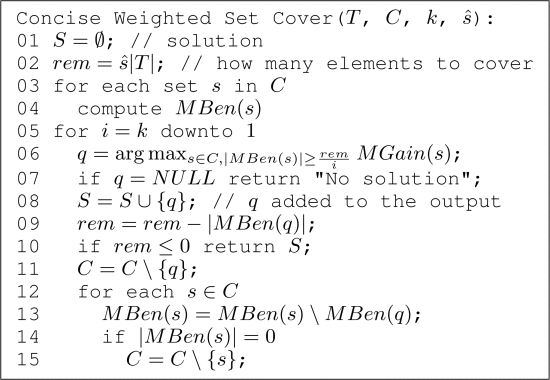 Concise Weighted Set Cover(T, C, k, ŝ):
01 S = ∅; // solution
02 rem = ŝ|T|; // how many elements to cover
03 for each set s in C
04 compute MBen(s)
05 for i = k downto 1
06 q = arg max_{s∈C,|MBen(s)|≥rem/i} MGain(s);
07 if q = NULL return "No solution";
08 S = S ∪ {q}; // q added to the output
09 rem = rem − |MBen(q)|;
10 if rem ≤ 0 return S;
11 C = C \ {q};
12 for each s ∈ C
13 MBen(s) = MBen(s) \ MBen(q);
14 if |MBen(s)| = 0
15 C = C \ {s};